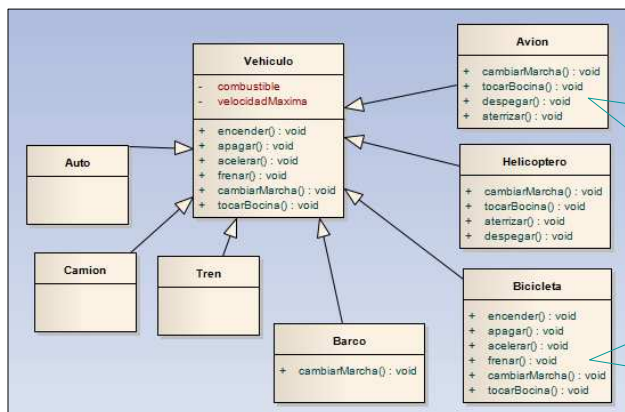 Vehiculo
- combustible
- velocidadMaxima
+ encender() : void
+ apagar() : void
+ acelerar() : void
+ frenar() : void
+ cambiarMarcha() : void
+ tocarBocina() : void
Avion
+ cambiarMarcha() : void
+ tocarBocina() : void
+ despegar() : void
+ aterrizar() : void
Auto
Helicoptero
+ cambiarMarcha() : void
+ tocarBocina() : void
+ aterrizar() : void
+ despegar() : void
Camion
Tren
Barco
+ cambiarMarcha() : void
Bicicleta
+ encender() : void
+ apagar() : void
+ acelerar() : void
+ frenar() : void
+ cambiarMarcha() : void
+ tocarBocina() : void